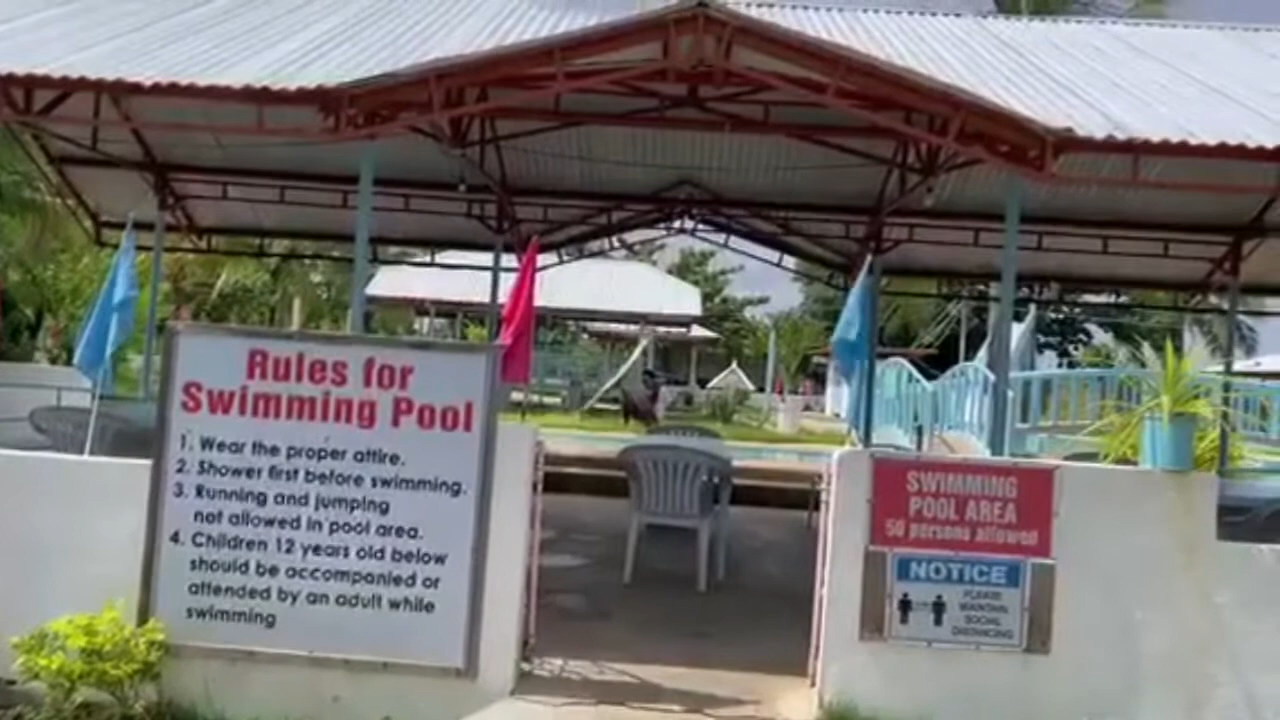 Rules for
Swimming Pool
1. Wear the proper attire.
2. Shower first before swimming.
3. Running and jumping
not allowed in pool area.
4. Children 12 years old below
should be accompanied or
attended by an adult while
swimming
SWIMMING
POOL AREA
50 persons allowed
NOTICE
PLEASE
MAINTAIN
SOCIAL
DISTANCING